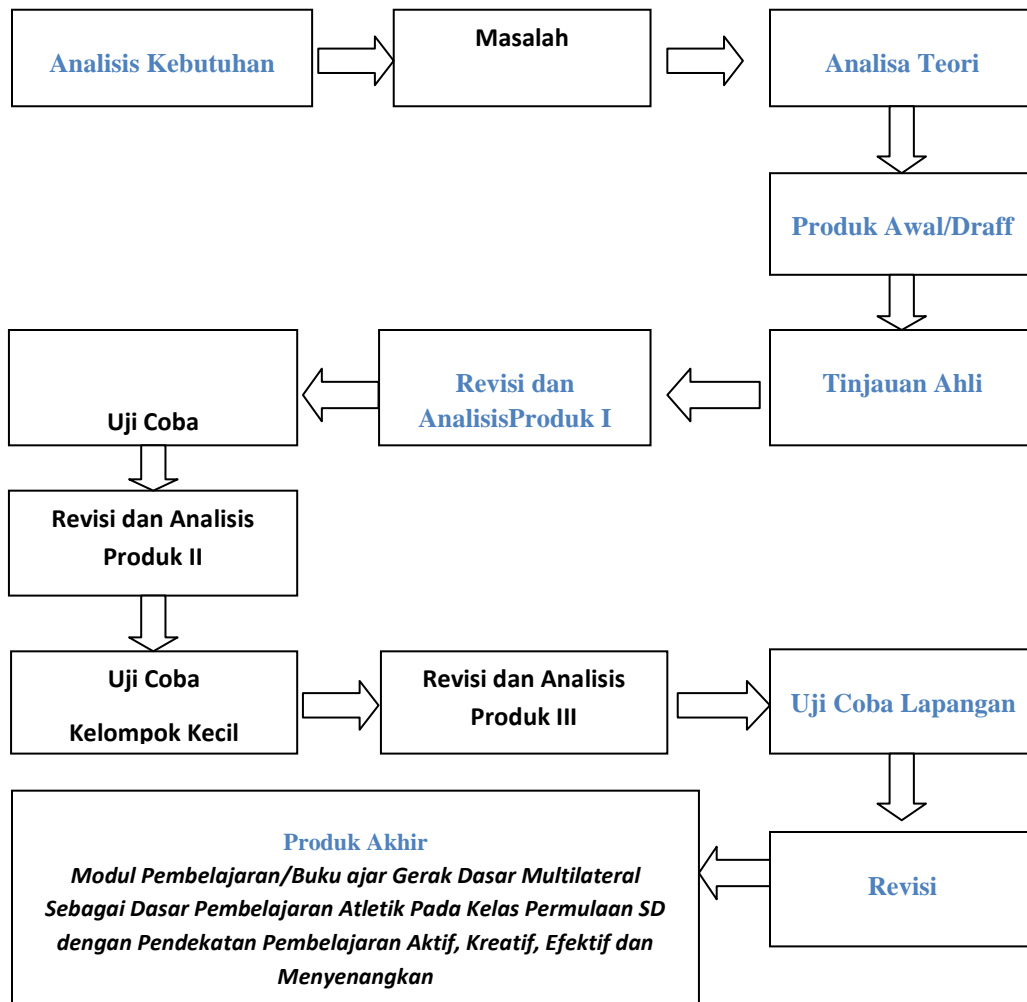 Analisis Kebutuhan
Masalah
Analisa Teori
Produk Awal/Draff
Tinjauan Ahli
Revisi dan
AnalisisProduk I
Uji Coba
Revisi dan Analisis
Produk II
Uji Coba
Kelompok Kecil
Revisi dan Analisis
Produk III
Uji Coba Lapangan
Revisi
Produk Akhir
Modul Pembelajaran/Buku ajar Gerak Dasar Multilateral
Sebagai Dasar Pembelajaran Atletik Pada Kelas Permulaan SD
dengan Pendekatan Pembelajaran Aktif, Kreatif, Efektif dan
Menyenangkan